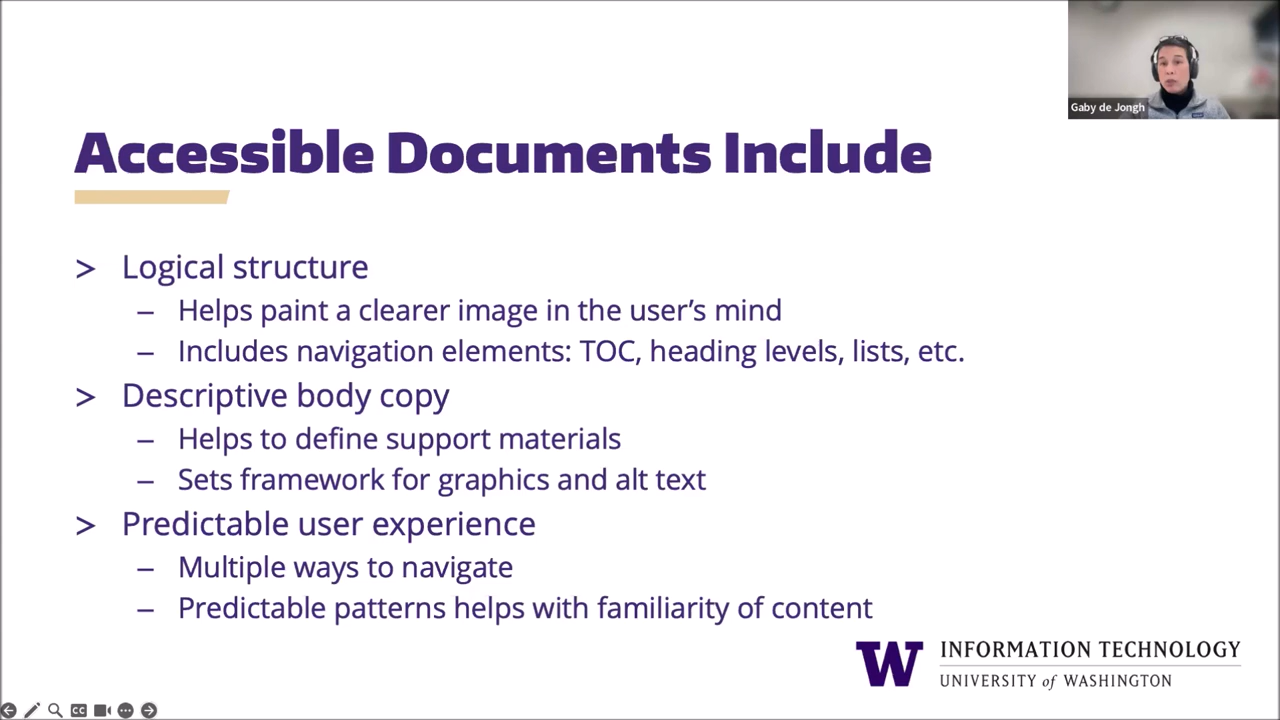 Gaby de Jongh
Accessible Documents Include
> Logical structure
– Helps paint a clearer image in the user’s mind
– Includes navigation elements: TOC, heading levels, lists, etc.
> Descriptive body copy
– Helps to define support materials
– Sets framework for graphics and alt text
> Predictable user experience
– Multiple ways to navigate
– Predictable patterns helps with familiarity of content
W INFORMATION TECHNOLOGY
UNIVERSITY of WASHINGTON
CC